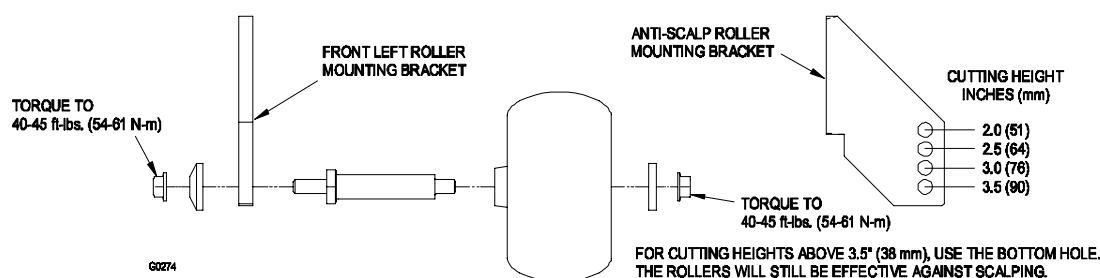 FRONT LEFT ROLLER
MOUNTING BRACKET
TORQUE TO
40-45 ft-lbs. (54-61 N-m)
ANTI-SCALP ROLLER
MOUNTING BRACKET
CUTTING HEIGHT
INCHES (mm)
2.0 (51)
2.5 (64)
3.0 (76)
3.5 (90)
TORQUE TO
40-45 ft-lbs. (54-61 N-m)
G0274
FOR CUTTING HEIGHTS ABOVE 3.5" (38 mm), USE THE BOTTOM HOLE.
THE ROLLERS WILL STILL BE EFFECTIVE AGAINST SCALPING.